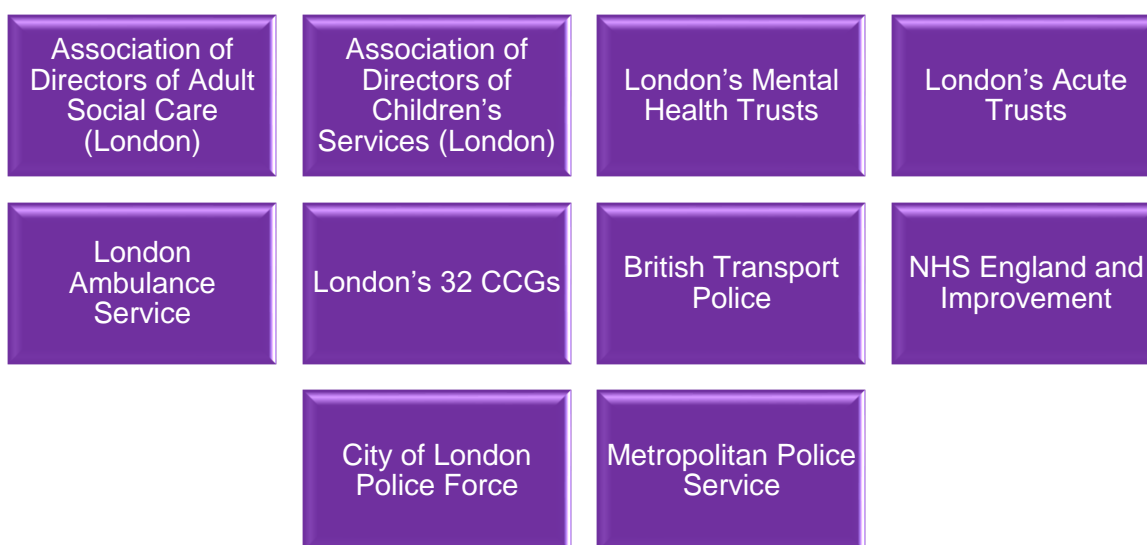 Association of
Directors of Adult
Social Care
(London)
Association of
Directors of
Children’s
Services (London)
London’s Mental
Health Trusts
London’s Acute
Trusts
London
Ambulance
Service
London’s 32 CCGs
British Transport
Police
NHS England and
Improvement
City of London
Police Force
Metropolitan Police
Service